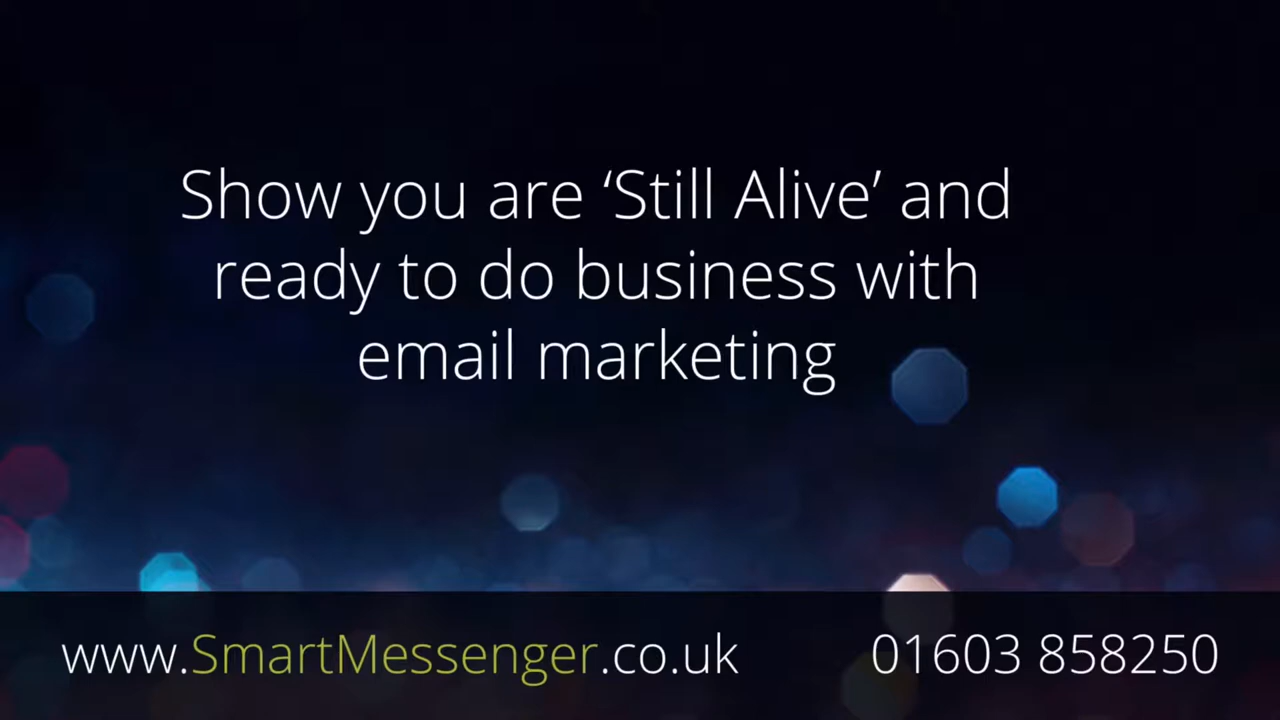 Show you are ‘Still Alive’ and
ready to do business with
email marketing
www.SmartMessenger.co.uk 01603 858250